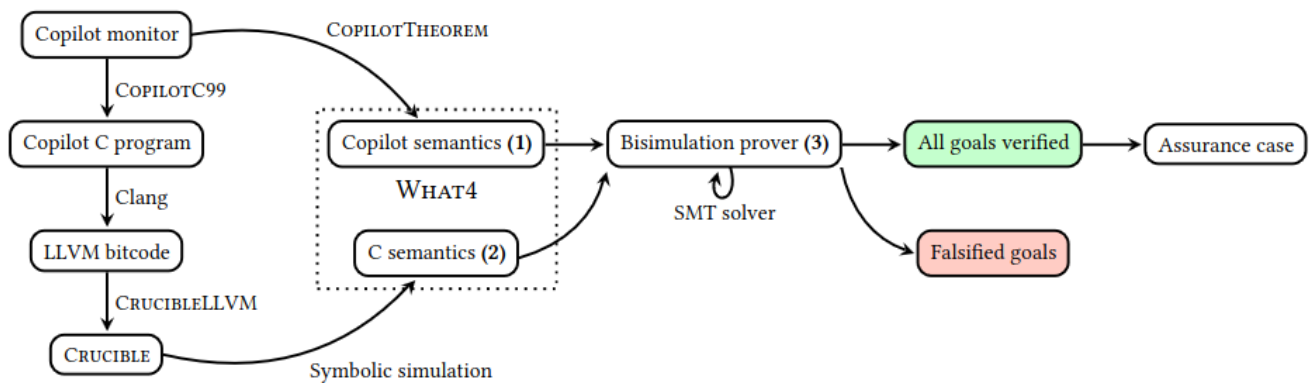 Copilot monitor
COPILOTTHEOREM
COPILOTC99
Copilot C program
Copilot semantics (1)
Bisimulation prover (3)
All goals verified
Assurance case
WHAT4
Clang
SMT solver
LLVM bitcode
C semantics (2)
Falsified goals
CRUCIBLELLVM
CRUCIBLE
Symbolic simulation